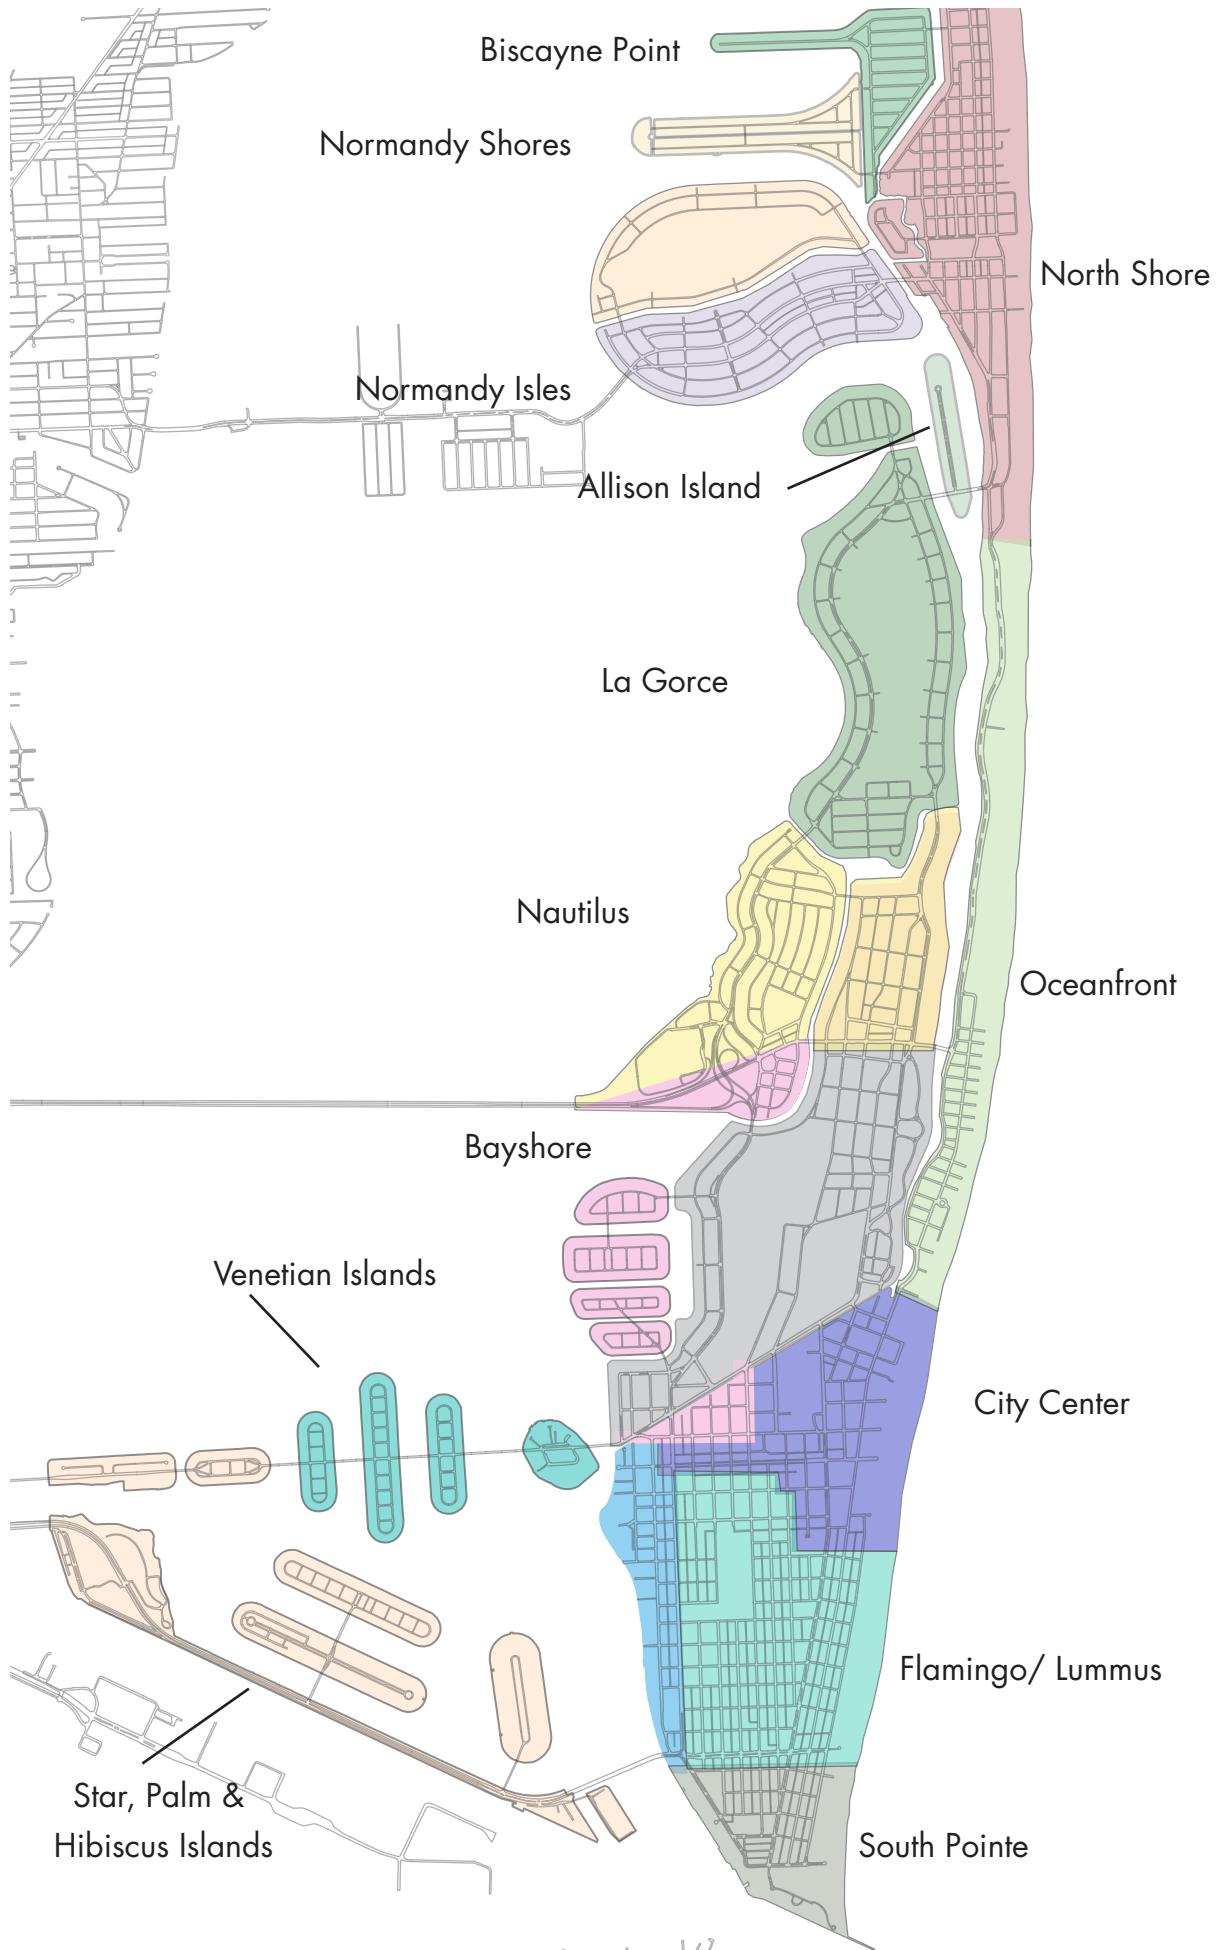 Biscayne Point
Normandy Shores
North Shore
Normandy Isles
Allison Island
La Gorce
Nautilus
Oceanfront
Bayshore
Venetian Islands
City Center
Flamingo/ Lummus
Star, Palm &
Hibiscus Islands
South Pointe